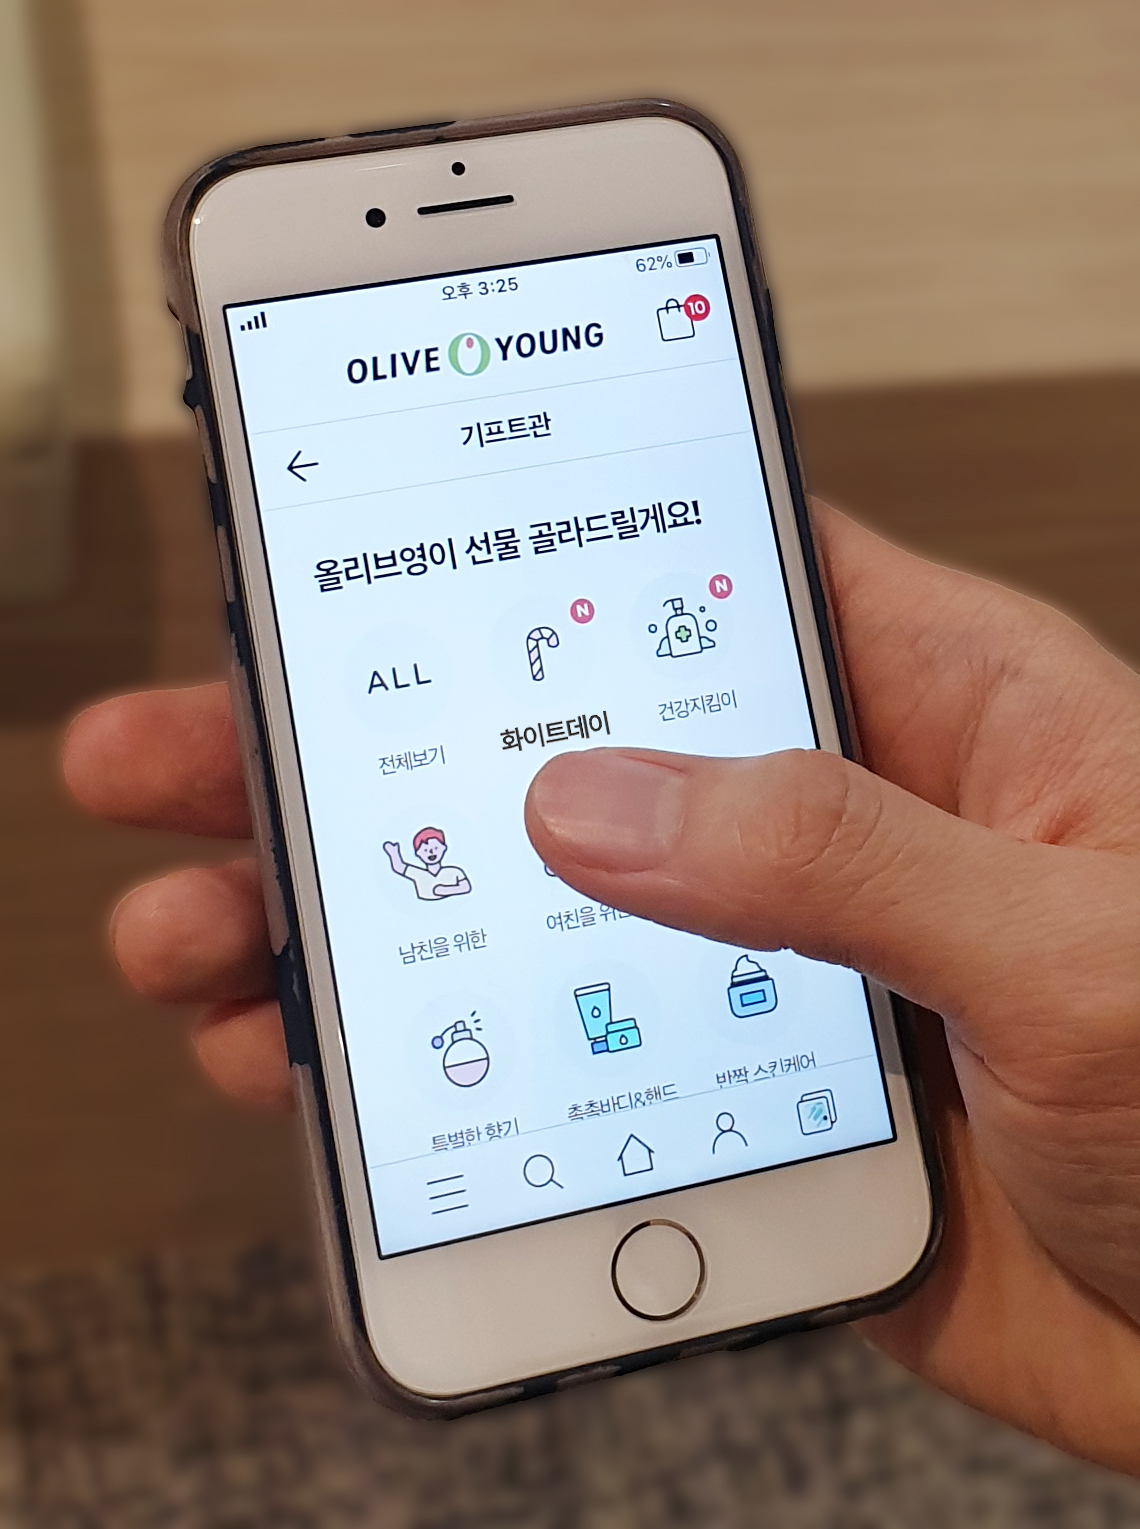 62%
오후 3:25
OLIVE YOUNG
10
기프트관
올리브영이 선물 골라드릴게요!
N
N
ALL
전체보기
화이트데이
건강지킴이
남친을 위한
여친을 위한
특별한 향기
촉촉바디&핸드
반짝 스킨케어